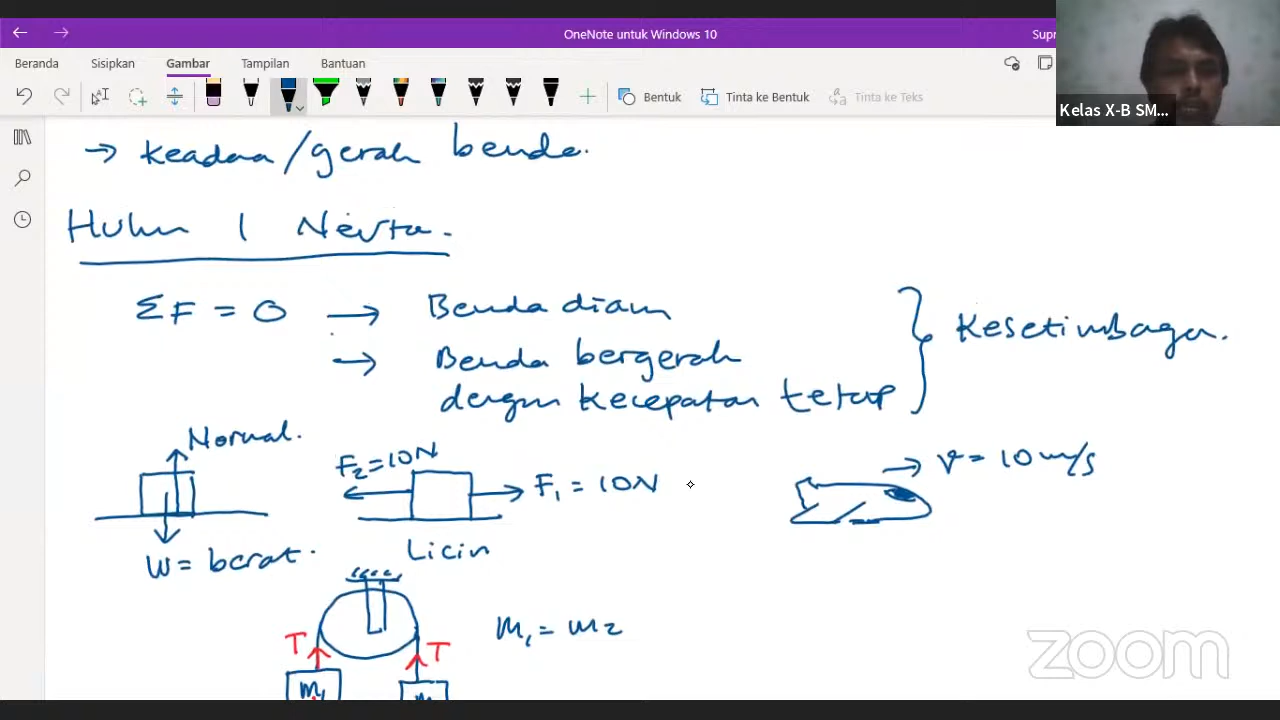 OneNote untuk Windows 10
Supr
Beranda Sisipkan Gambar Tampilan Bantuan
Bentuk Tinta ke Bentuk Tinta ke Teks
Kelas X-B SM...
→ keadaan/gerak benda.
Hukum 1 Newton.
ΣF = 0 → Benda diam
→ Benda bergerak
dengan kecepatan tetap
Kesetimbangan.
Normal.
W = berat.
F₂ = 10N
F₁ = 10N
Licin
v = 10 m/s
T T
m₁ = m₂
m₁ m
zoom